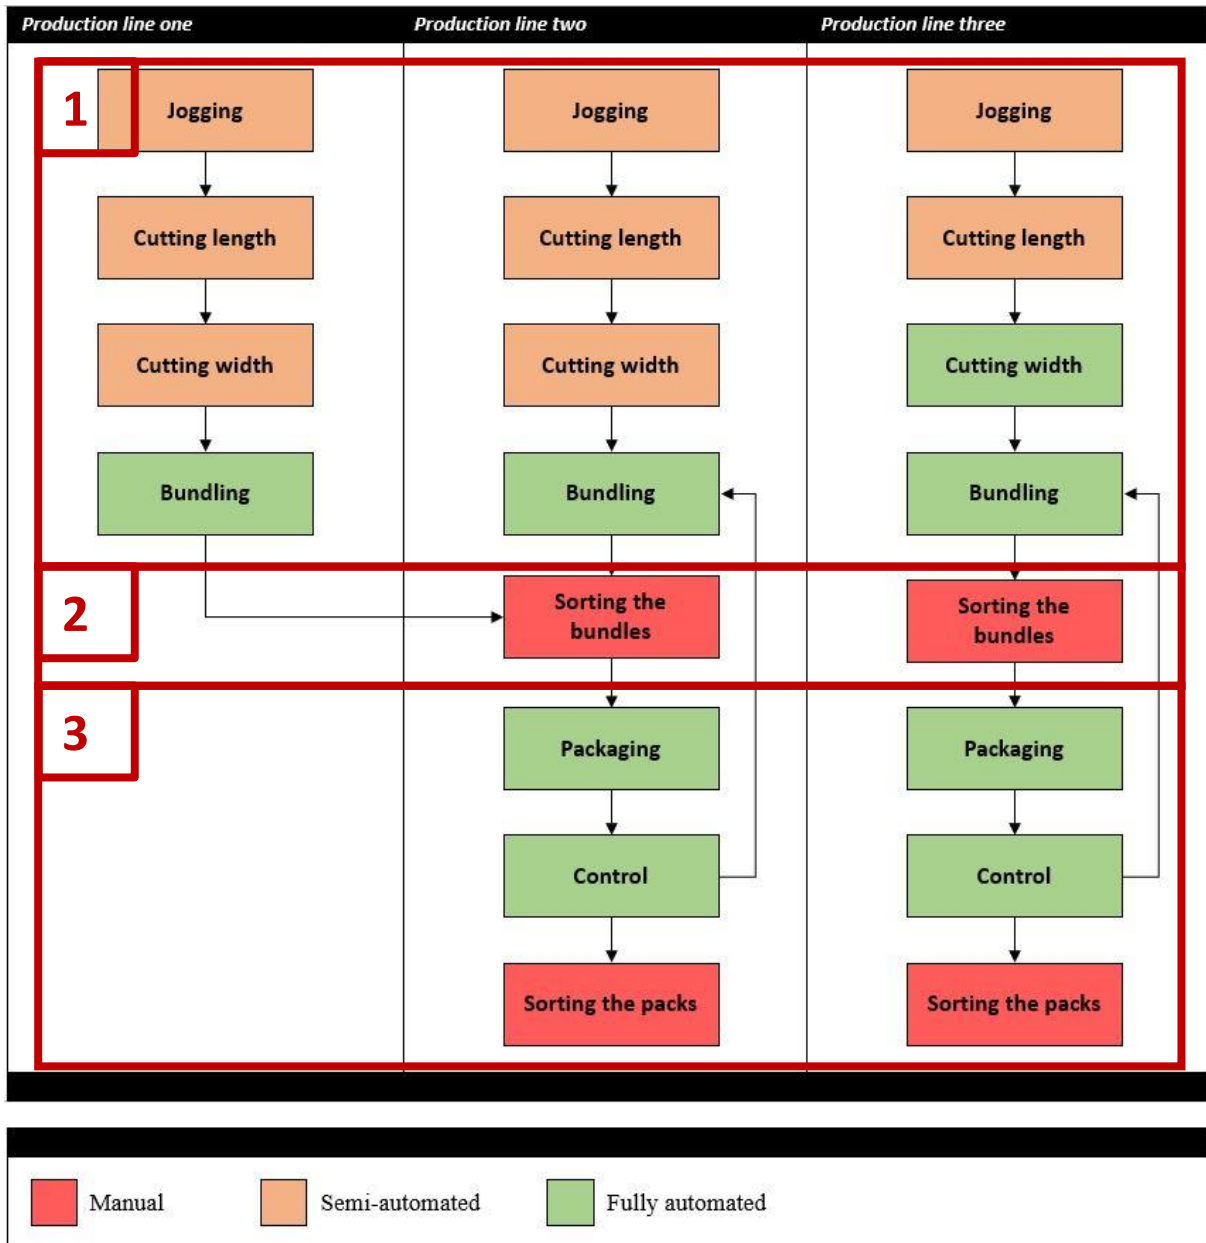 Production line one
Production line two
Production line three
1
Jogging
Jogging
Jogging
Cutting length
Cutting length
Cutting length
Cutting width
Cutting width
Cutting width
Bundling
Bundling
Bundling
2
Sorting the
bundles
Sorting the
bundles
3
Packaging
Packaging
Control
Control
Sorting the packs
Sorting the packs
Manual
Semi-automated
Fully automated